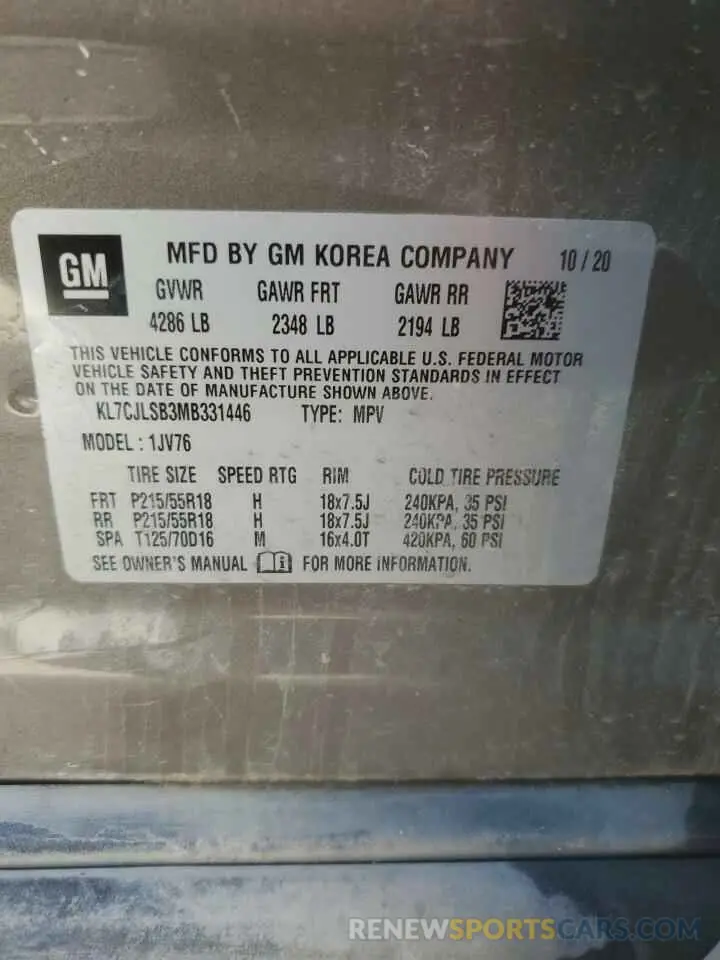 GM
MFD BY GM KOREA COMPANY 10/20
GVWR GAWR FRT GAWR RR
4286 LB 2348 LB 2194 LB
THIS VEHICLE CONFORMS TO ALL APPLICABLE U.S. FEDERAL MOTOR
VEHICLE SAFETY AND THEFT PREVENTION STANDARDS IN EFFECT
ON THE DATE OF MANUFACTURE SHOWN ABOVE.
KL7CJLSB3MB331446 TYPE: MPV
MODEL : 1JV76
TIRE SIZE SPEED RTG RIM COLD TIRE PRESSURE
FRT P215/55R18 H 18x7.5J 240KPA, 35 PSI
RR P215/55R18 H 18x7.5J 240KPA, 35 PSI
SPA T125/70D16 M 16x4.0T 420KPA, 60 PSI
SEE OWNER'S MANUAL FOR MORE INFORMATION.
RENEWSPORTSCARS.COM